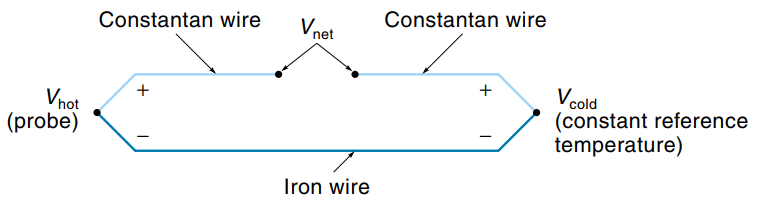 Constantan wire
V_net
Constantan wire
V_hot
(probe)
+
−
+
−
V_cold
(constant reference
temperature)
Iron wire